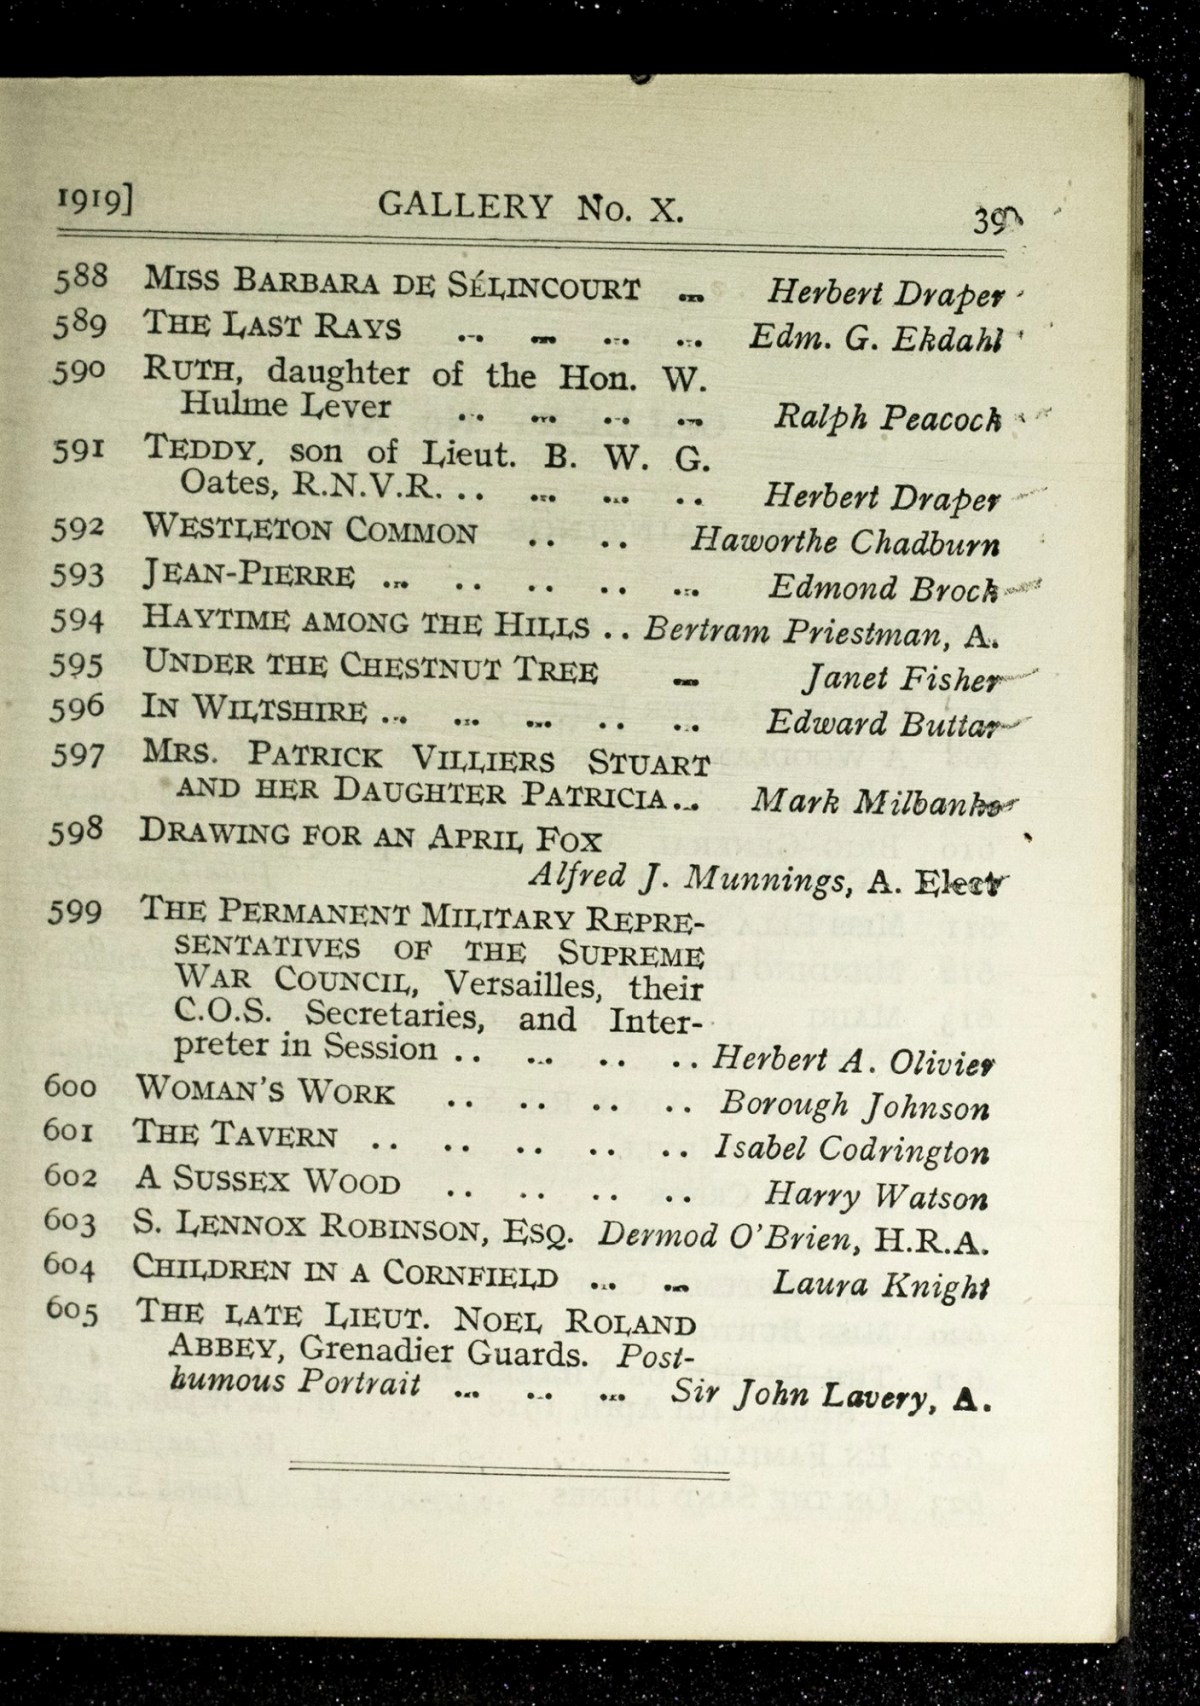 1919] GALLERY No. X. 39
588 MISS BARBARA DE SÉLINCOURT ... Herbert Draper
589 THE LAST RAYS ... ... ... ... Edm. G. Ekdahl
590 RUTH, daughter of the Hon. W.
Hulme Lever ... ... ... ... Ralph Peacock
591 TEDDY, son of Lieut. B. W. G.
Oates, R.N.V.R. .. ... ... .. Herbert Draper
592 WESTLETON COMMON .. .. Haworthe Chadburn
593 JEAN-PIERRE ... .. .. .. ... Edmond Brock
594 HAYTIME AMONG THE HILLS .. Bertram Priestman, A.
595 UNDER THE CHESTNUT TREE ... Janet Fisher
596 IN WILTSHIRE ... ... ... .. ... Edward Buttar
597 MRS. PATRICK VILLIERS STUART
AND HER DAUGHTER PATRICIA... Mark Milbanke
598 DRAWING FOR AN APRIL FOX
Alfred J. Munnings, A. Elect
599 THE PERMANENT MILITARY REPRE-
SENTATIVES OF THE SUPREME
WAR COUNCIL, Versailles, their
C.O.S. Secretaries, and Inter-
preter in Session .. ... .. .. Herbert A. Olivier
600 WOMAN'S WORK .. .. .. .. Borough Johnson
601 THE TAVERN .. .. .. .. .. Isabel Codrington
602 A SUSSEX WOOD .. .. .. .. Harry Watson
603 S. LENNOX ROBINSON, ESQ. Dermod O'Brien, H.R.A.
604 CHILDREN IN A CORNFIELD ... ... Laura Knight
605 THE LATE LIEUT. NOEL ROLAND
ABBEY, Grenadier Guards. Post-
humous Portrait ... ... ... Sir John Lavery, A.